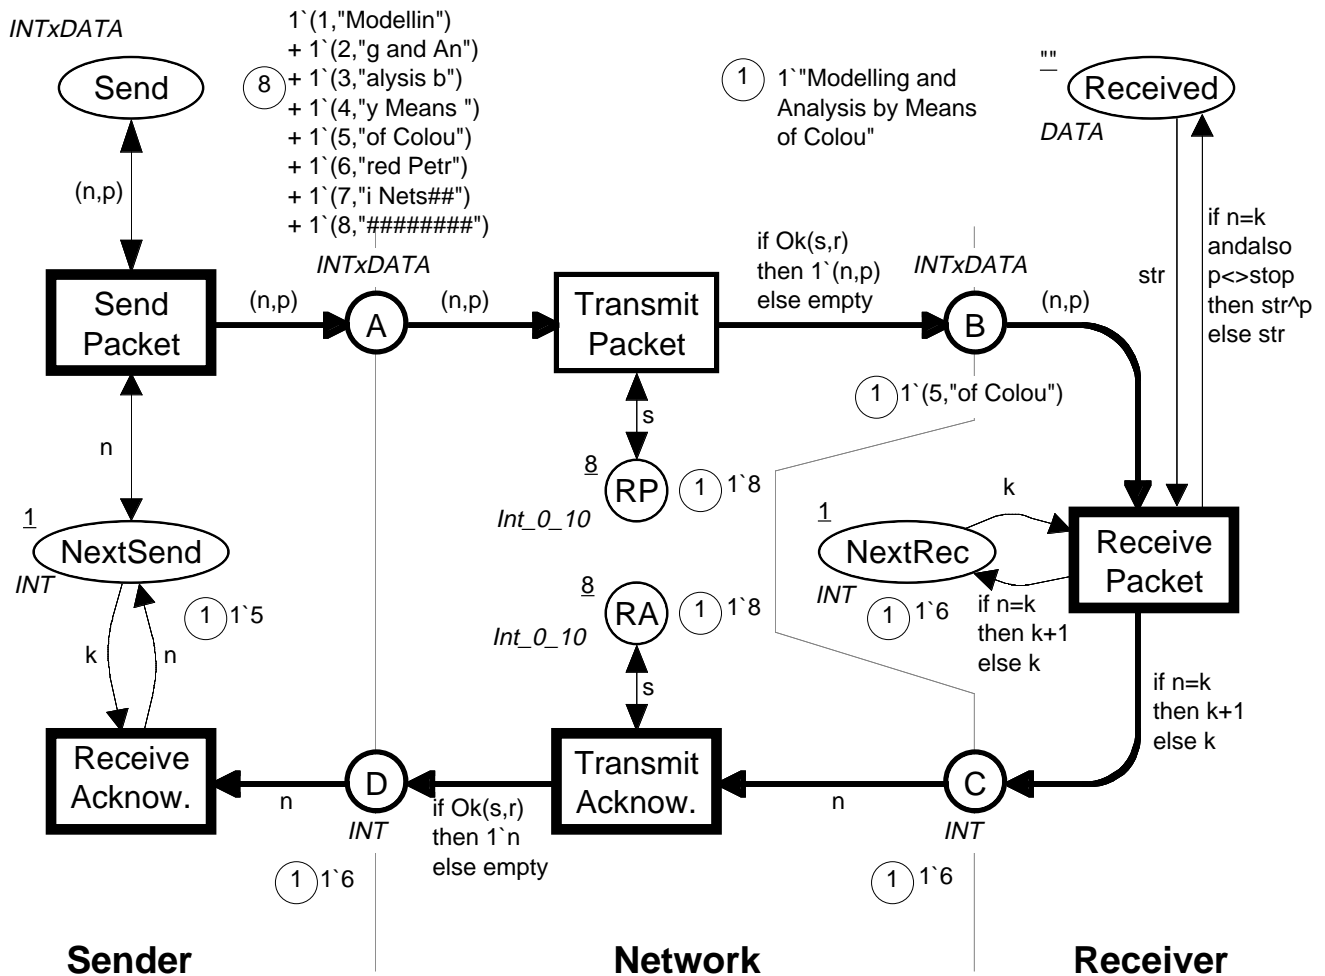 INTxDATA
Send
8
1`(1,"Modellin")
+ 1`(2,"g and An")
+ 1`(3,"alysis b")
+ 1`(4,"y Means ")
+ 1`(5,"of Colou")
+ 1`(6,"red Petr")
+ 1`(7,"i Nets##")
+ 1`(8,"########")
1
1`"Modelling and
Analysis by Means
of Colou"
""
Received
DATA
(n,p)
str
if n=k
andalso
p<>stop
then str^p
else str
Send
Packet
(n,p)
INTxDATA
A
(n,p)
Transmit
Packet
if Ok(s,r)
then 1`(n,p)
else empty
INTxDATA
B
(n,p)
1
1`(5,"of Colou")
n
s
8
RP
Int_0_10
1
1`8
1
NextSend
INT
1
1`5
8
RA
Int_0_10
1
1`8
1
NextRec
INT
1
1`6
k
if n=k
then k+1
else k
Receive
Packet
k
n
s
if n=k
then k+1
else k
Receive
Acknow.
n
D
INT
1
1`6
if Ok(s,r)
then 1`n
else empty
Transmit
Acknow.
n
C
INT
1
1`6
Sender
Network
Receiver